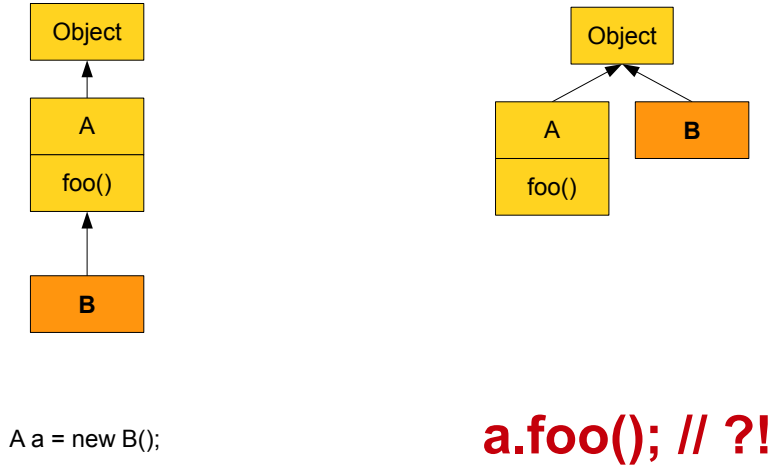 Object
A
foo()
B
A a = new B();
Object
A
B
foo()
a.foo(); // ?!